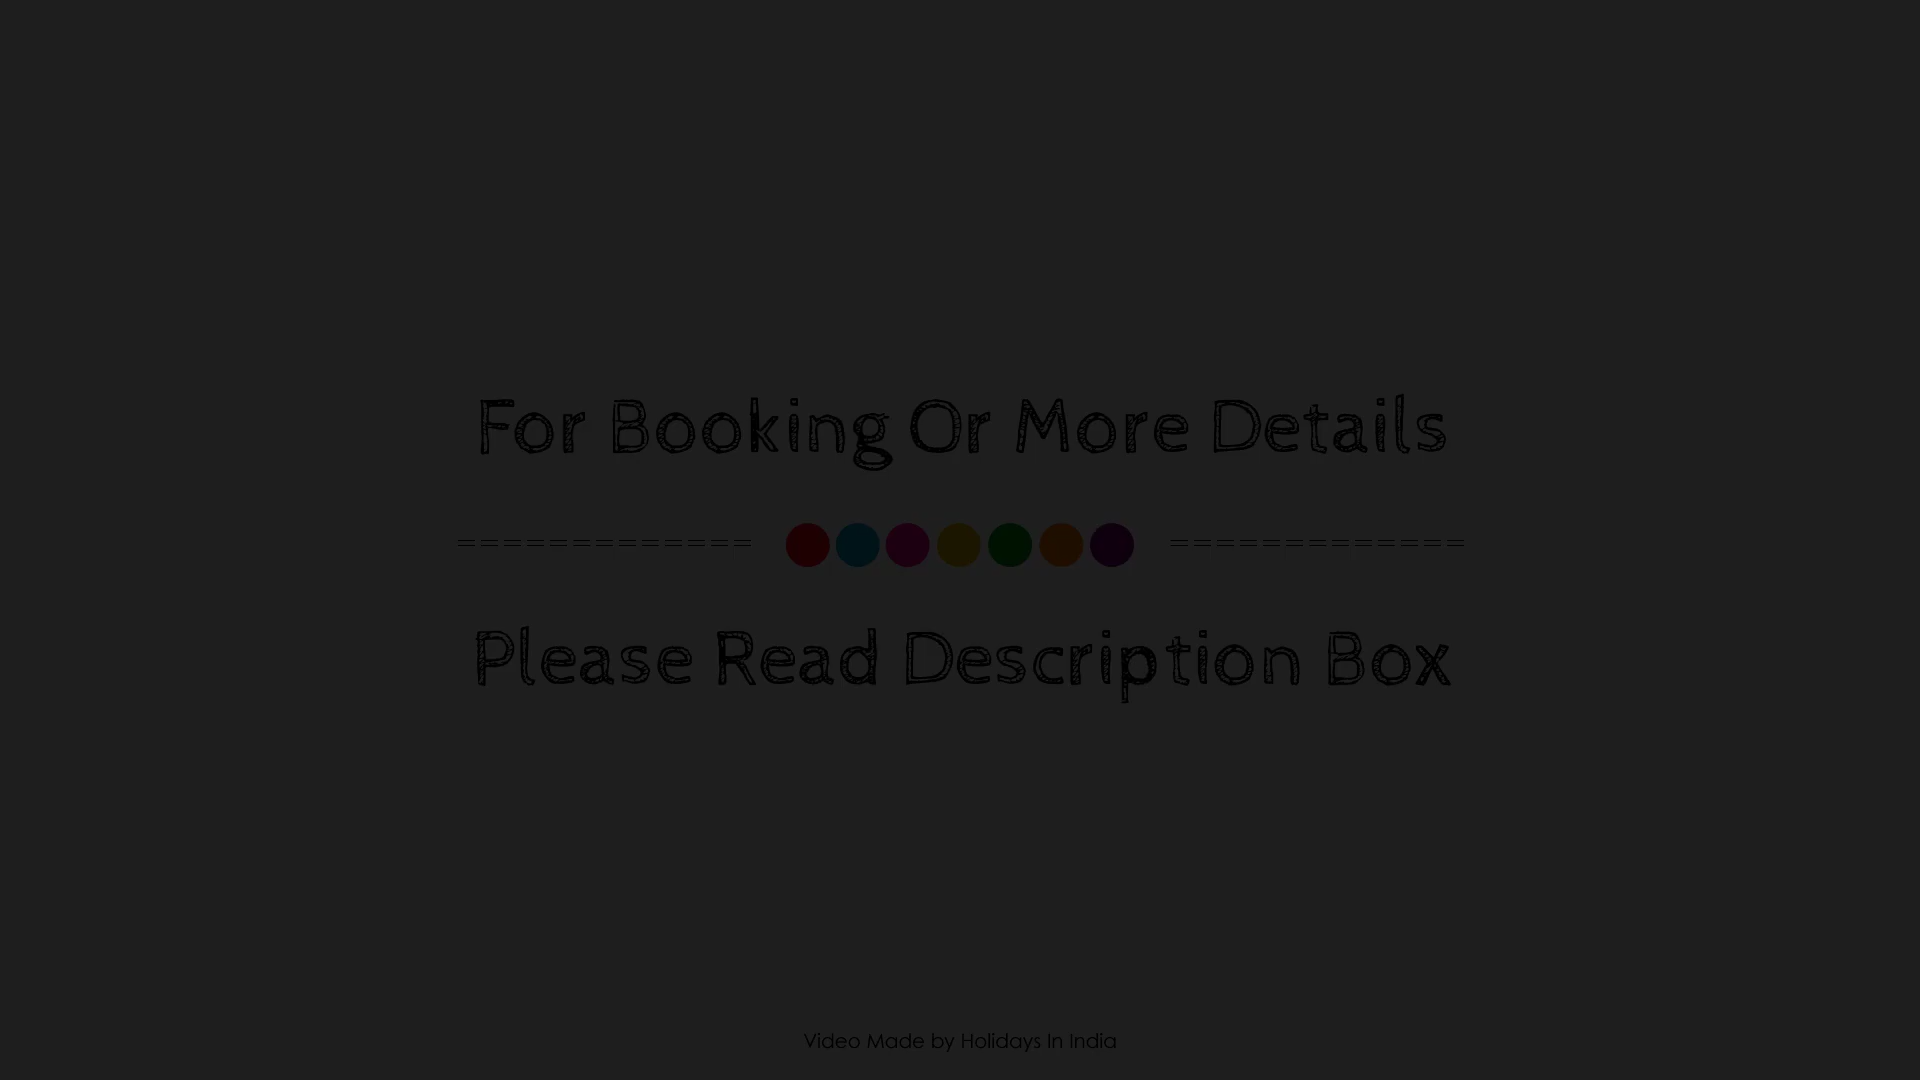 For Booking Or More Details
============= =============
Please Read Description Box
Video Made by Holidays In India